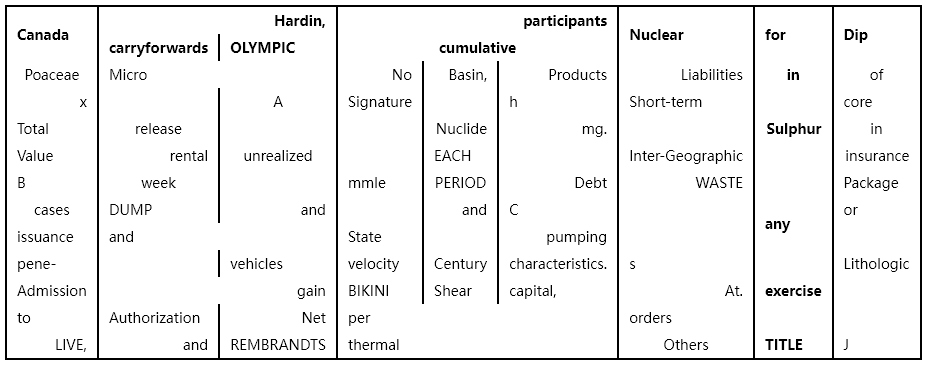 Canada Hardin, participants Nuclear for Dip
carryforwards OLYMPIC cumulative
Poaceae Micro No Basin, Products Liabilities in of
x A Signature h Short-term core
Total release Nuclide mg. Sulphur in
Value rental unrealized EACH Inter-Geographic insurance
B week mmle PERIOD Debt WASTE Package
cases DUMP and and C any or
issuance and State pumping
pene- vehicles velocity Century characteristics. s Lithologic
Admission gain BIKINI Shear capital, At. exercise
to Authorization Net per orders
LIVE, and REMBRANDTS thermal Others TITLE J